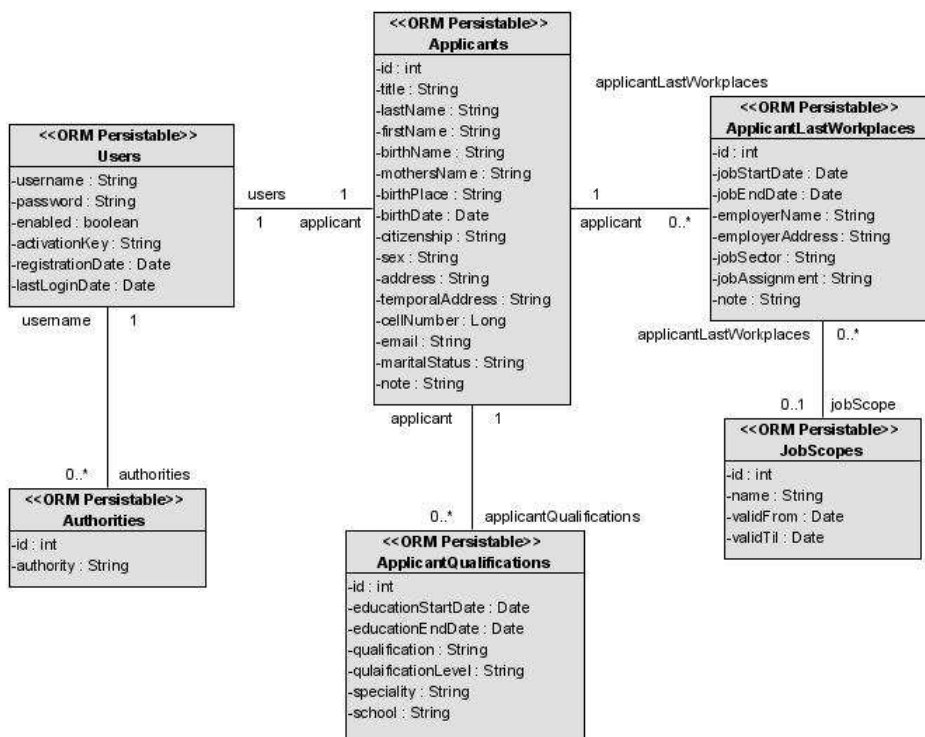 <<ORM Persistable>>
Applicants
-id : int
-title : String
-lastName : String
-firstName : String
-birthName : String
-mothersName : String
-birthPlace : String
-birthDate : Date
-citizenship : String
-sex : String
-address : String
-temporalAddress : String
-cellNumber : Long
-email : String
-maritalStatus : String
-note : String
<<ORM Persistable>>
Users
-username : String
-password : String
-enabled : boolean
-activationKey : String
-registrationDate : Date
-lastLoginDate : Date
users 1
1 applicant
applicantLastWorkplaces
1
applicant 0..*
<<ORM Persistable>>
ApplicantLastWorkplaces
-id : int
-jobStartDate : Date
-jobEndDate : Date
-employerName : String
-employerAddress : String
-jobSector : String
-jobAssignment : String
-note : String
username 1
0..* authorities
<<ORM Persistable>>
Authorities
-id : int
-authority : String
applicant 1
0..* applicantQualifications
<<ORM Persistable>>
ApplicantQualifications
-id : int
-educationStartDate : Date
-educationEndDate : Date
-qualification : String
-qulaificationLevel : String
-speciality : String
-school : String
applicantLastWorkplaces 0..*
0..1 jobScope
<<ORM Persistable>>
JobScopes
-id : int
-name : String
-validFrom : Date
-validTil : Date